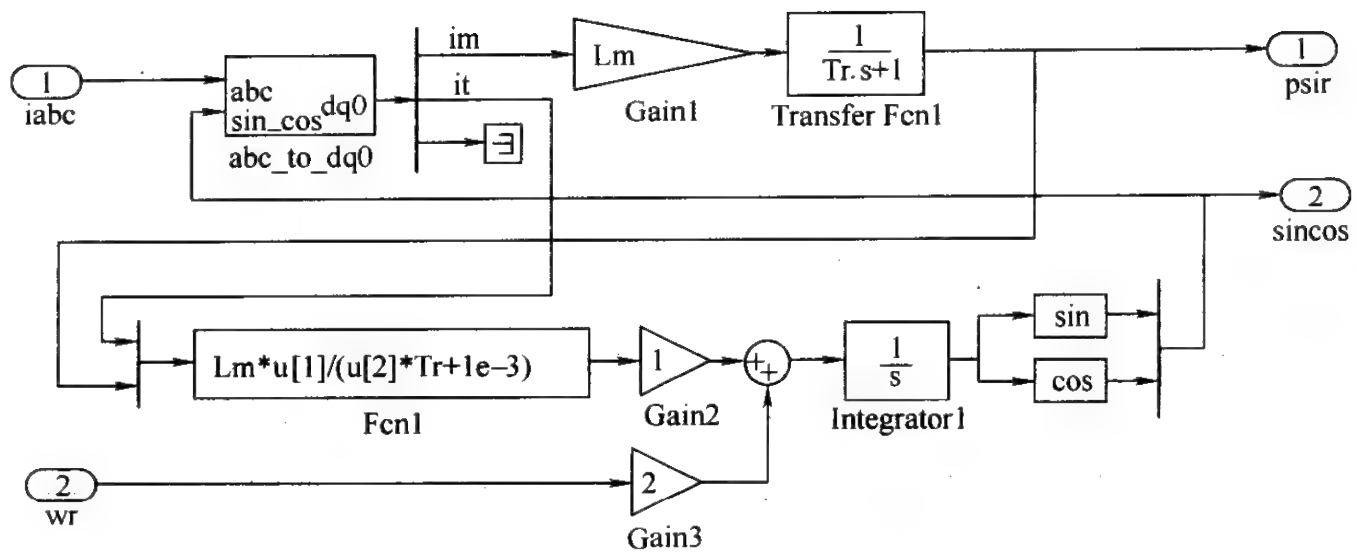 1
iabc
abc
sin_cos
dq0
abc_to_dq0
im
it
Lm
Gain1
1
Tr.s+1
Transfer Fcn1
1
psir
2
sincos
Lm*u[1]/(u[2]*Tr+1e-3)
Fcn1
1
Gain2
++
1
s
Integrator1
sin
cos
2
wr
2
Gain3